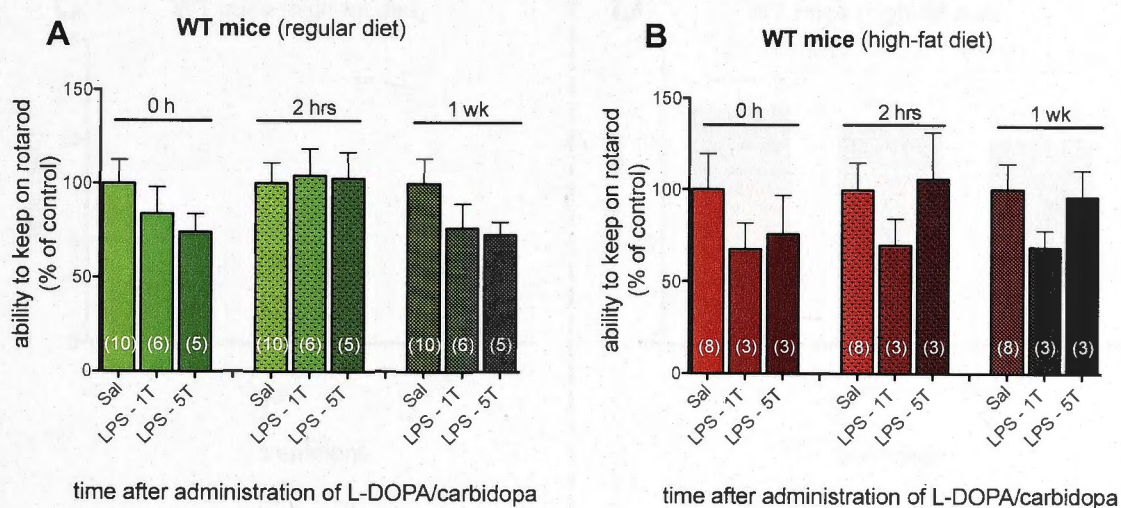 A
WT mice (regular diet)
ability to keep on rotarod
(% of control)
150
100
50
0
0 h
2 hrs
1 wk
(10) (6) (5) (10) (6) (5) (10) (6) (5)
Sal LPS - 1T LPS - 5T Sal LPS - 1T LPS - 5T Sal LPS - 1T LPS - 5T
time after administration of L-DOPA/carbidopa
B
WT mice (high-fat diet)
ability to keep on rotarod
(% of control)
150
100
50
0
0 h
2 hrs
1 wk
(8) (3) (3) (8) (3) (3) (8) (3) (3)
Sal LPS - 1T LPS - 5T Sal LPS - 1T LPS - 5T Sal LPS - 1T LPS - 5T
time after administration of L-DOPA/carbidopa